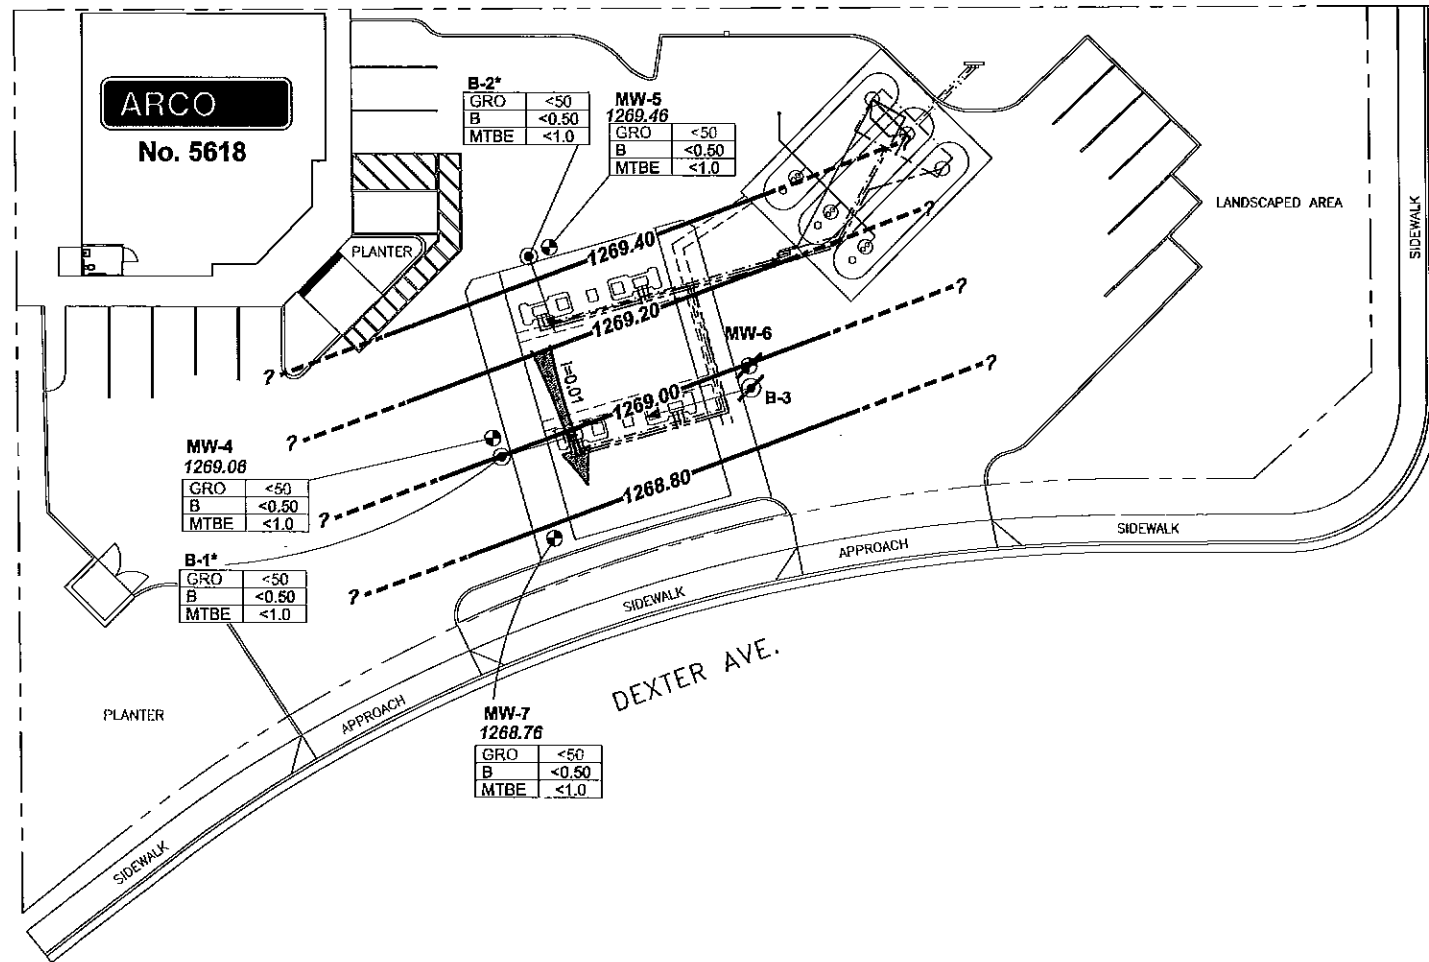 ARCO
No. 5618
B-2*
GRO <50
B <0.50
MTBE <1.0
MW-5
1269.46
GRO <50
B <0.50
MTBE <1.0
LANDSCAPED AREA
SIDEWALK
PLANTER
1269.40
?
1269.20
?
MW-6
?
i=0.01
?
?
1269.00
B-3
MW-4
1269.06
GRO <50
B <0.50
MTBE <1.0
?
1268.80
?
SIDEWALK
APPROACH
B-1*
GRO <50
B <0.50
MTBE <1.0
?
SIDEWALK
DEXTER AVE.
PLANTER
APPROACH
MW-7
1268.76
GRO <50
B <0.50
MTBE <1.0
SIDEWALK